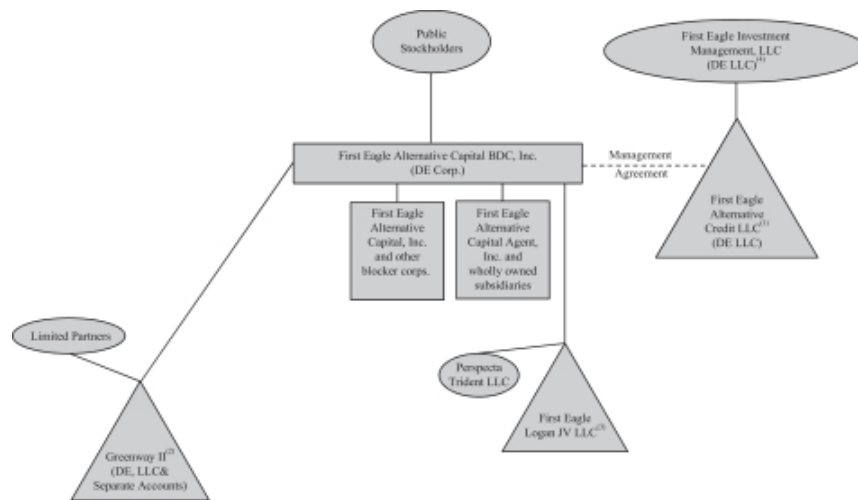 Public
Stockholders
First Eagle Investment
Management, LLC
(DE LLC)(4)
First Eagle Alternative Capital BDC, Inc.
(DE Corp.)
Management
Agreement
First Eagle
Alternative
Capital, Inc.
and other
blocker corps.
First Eagle
Alternative
Capital Agent,
Inc. and
wholly owned
subsidiaries
First Eagle
Alternative
Credit LLC(1)
(DE LLC)
Limited Partners
Perspecta
Trident LLC
First Eagle
Logan JV LLC(3)
Greenway II(2)
(DE, LLC&
Separate Accounts)